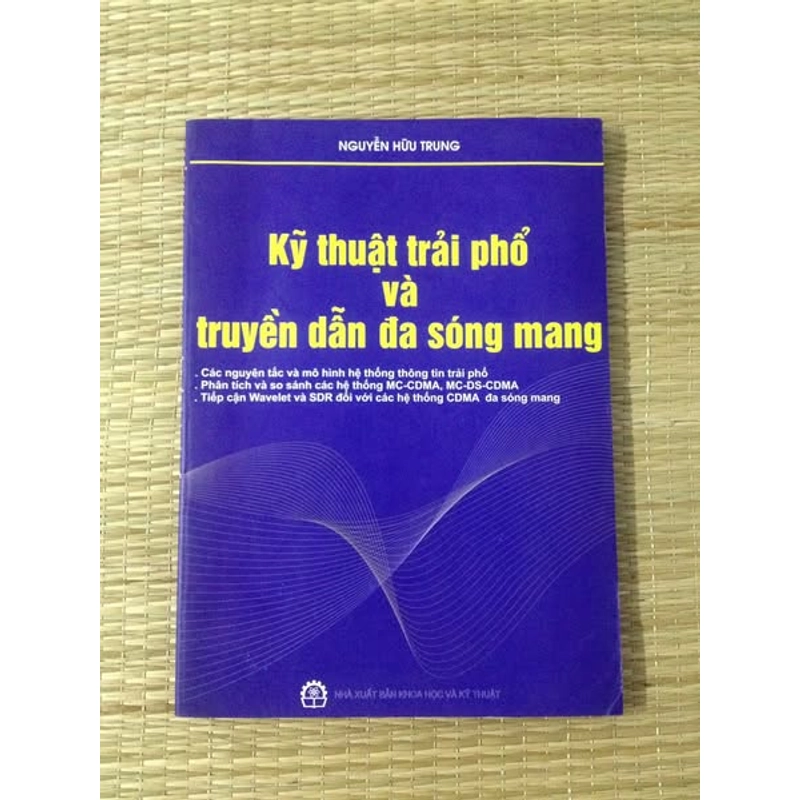 NGUYỄN HỮU TRUNG
Kỹ thuật trải phổ
và
truyền dẫn đa sóng mang
. Các nguyên tắc và mô hình hệ thống thông tin trải phổ
. Phân tích và so sánh các hệ thống MC-CDMA, MC-DS-CDMA
. Tiếp cận Wavelet và SDR đối với các hệ thống CDMA đa sóng mang
NHÀ XUẤT BẢN KHOA HỌC VÀ KỸ THUẬT